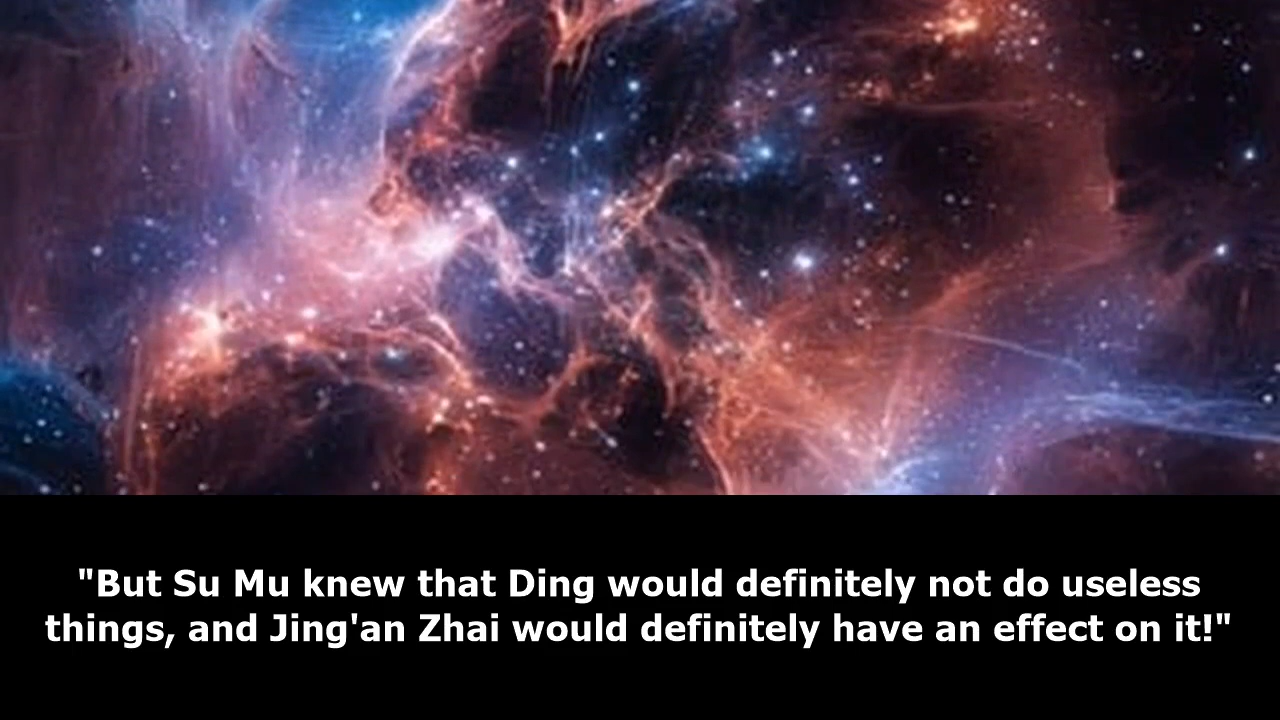 "But Su Mu knew that Ding would definitely not do useless
things, and Jing'an Zhai would definitely have an effect on it!"